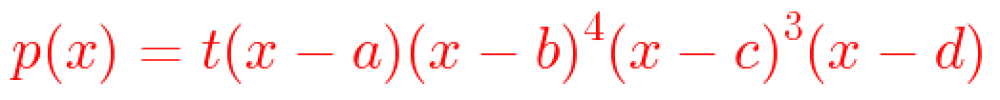 p(x) = t(x − a)(x − b)⁴(x − c)³(x − d)